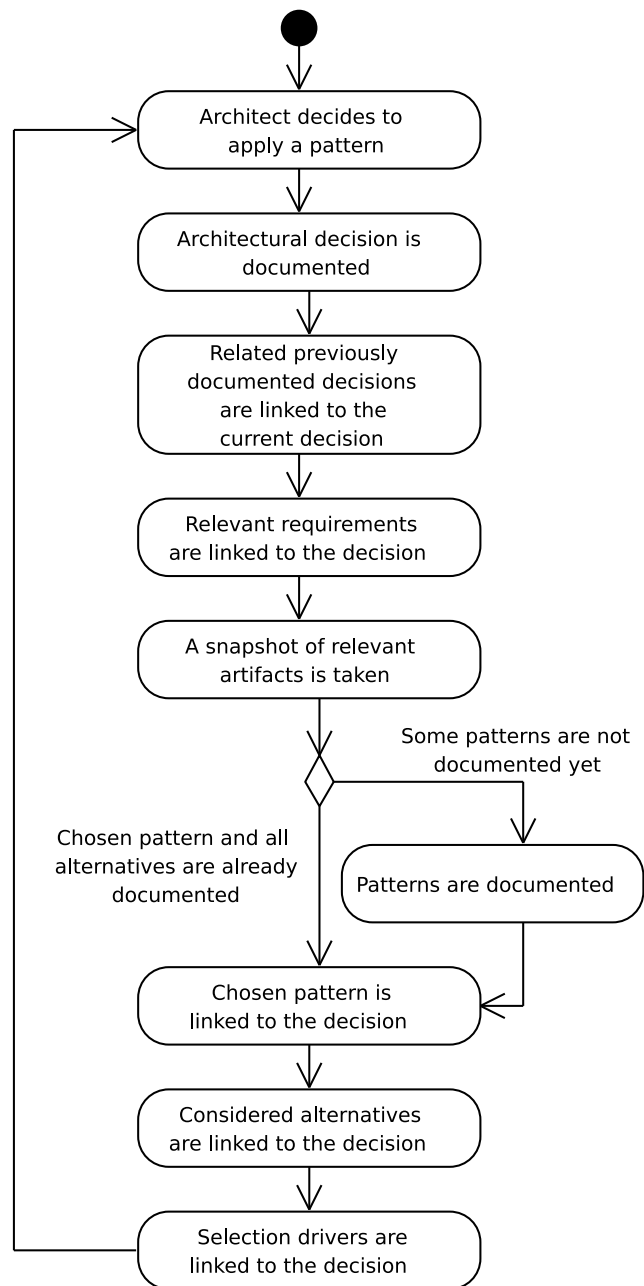 Architect decides to
apply a pattern
Architectural decision is
documented
Related previously
documented decisions
are linked to the
current decision
Relevant requirements
are linked to the decision
A snapshot of relevant
artifacts is taken
Some patterns are not
documented yet
Chosen pattern and all
alternatives are already
documented
Patterns are documented
Chosen pattern is
linked to the decision
Considered alternatives
are linked to the decision
Selection drivers are
linked to the decision